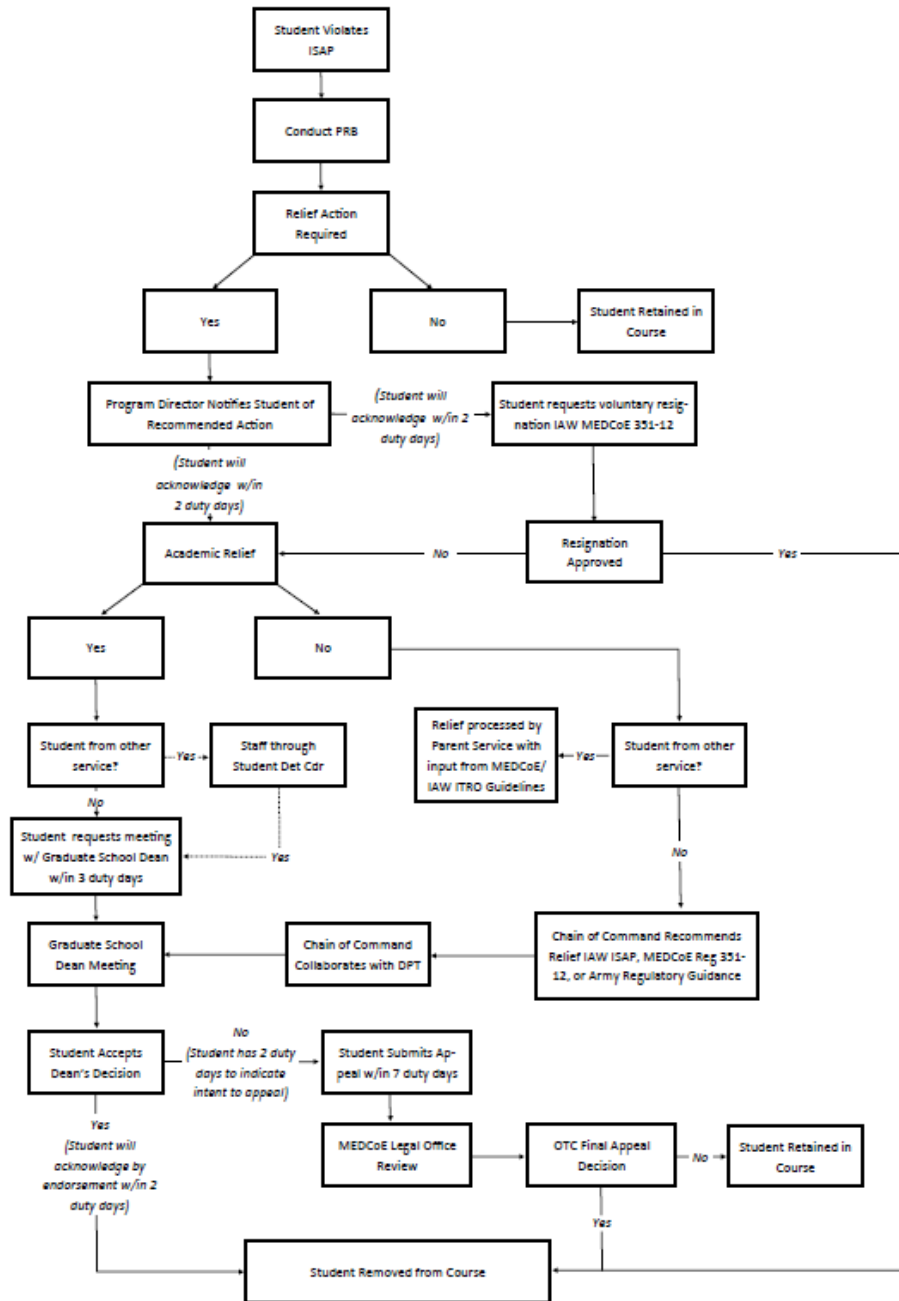 Student Violates
ISAP
Conduct PRB
Relief Action
Required
Yes
No
Student Retained in
Course
Program Director Notifies Student of
Recommended Action
(Student will
acknowledge w/in 2
duty days)
Student requests voluntary resig-
nation IAW MEDCoE 351-12
(Student will
acknowledge w/in
2 duty days)
Academic Relief
No
Resignation
Approved
Yes
Yes
No
Student from other
service?
Yes
Staff through
Student Det Cdr
Relief processed by
Parent Service with
input from MEDCoE/
IAW ITRO Guidelines
Yes
Student from other
service?
No
Student requests meeting
w/ Graduate School Dean
w/in 3 duty days
Yes
No
Graduate School
Dean Meeting
Chain of Command
Collaborates with DPT
Chain of Command Recommends
Relief IAW ISAP, MEDCoE Reg 351-
12, or Army Regulatory Guidance
Student Accepts
Dean's Decision
No
(Student has 2 duty
days to indicate
intent to appeal)
Student Submits Ap-
peal w/in 7 duty days
Yes
(Student will
acknowledge by
endorsement w/in 2
duty days)
MEDCoE Legal Office
Review
OTC Final Appeal
Decision
No
Student Retained in
Course
Yes
Student Removed from Course